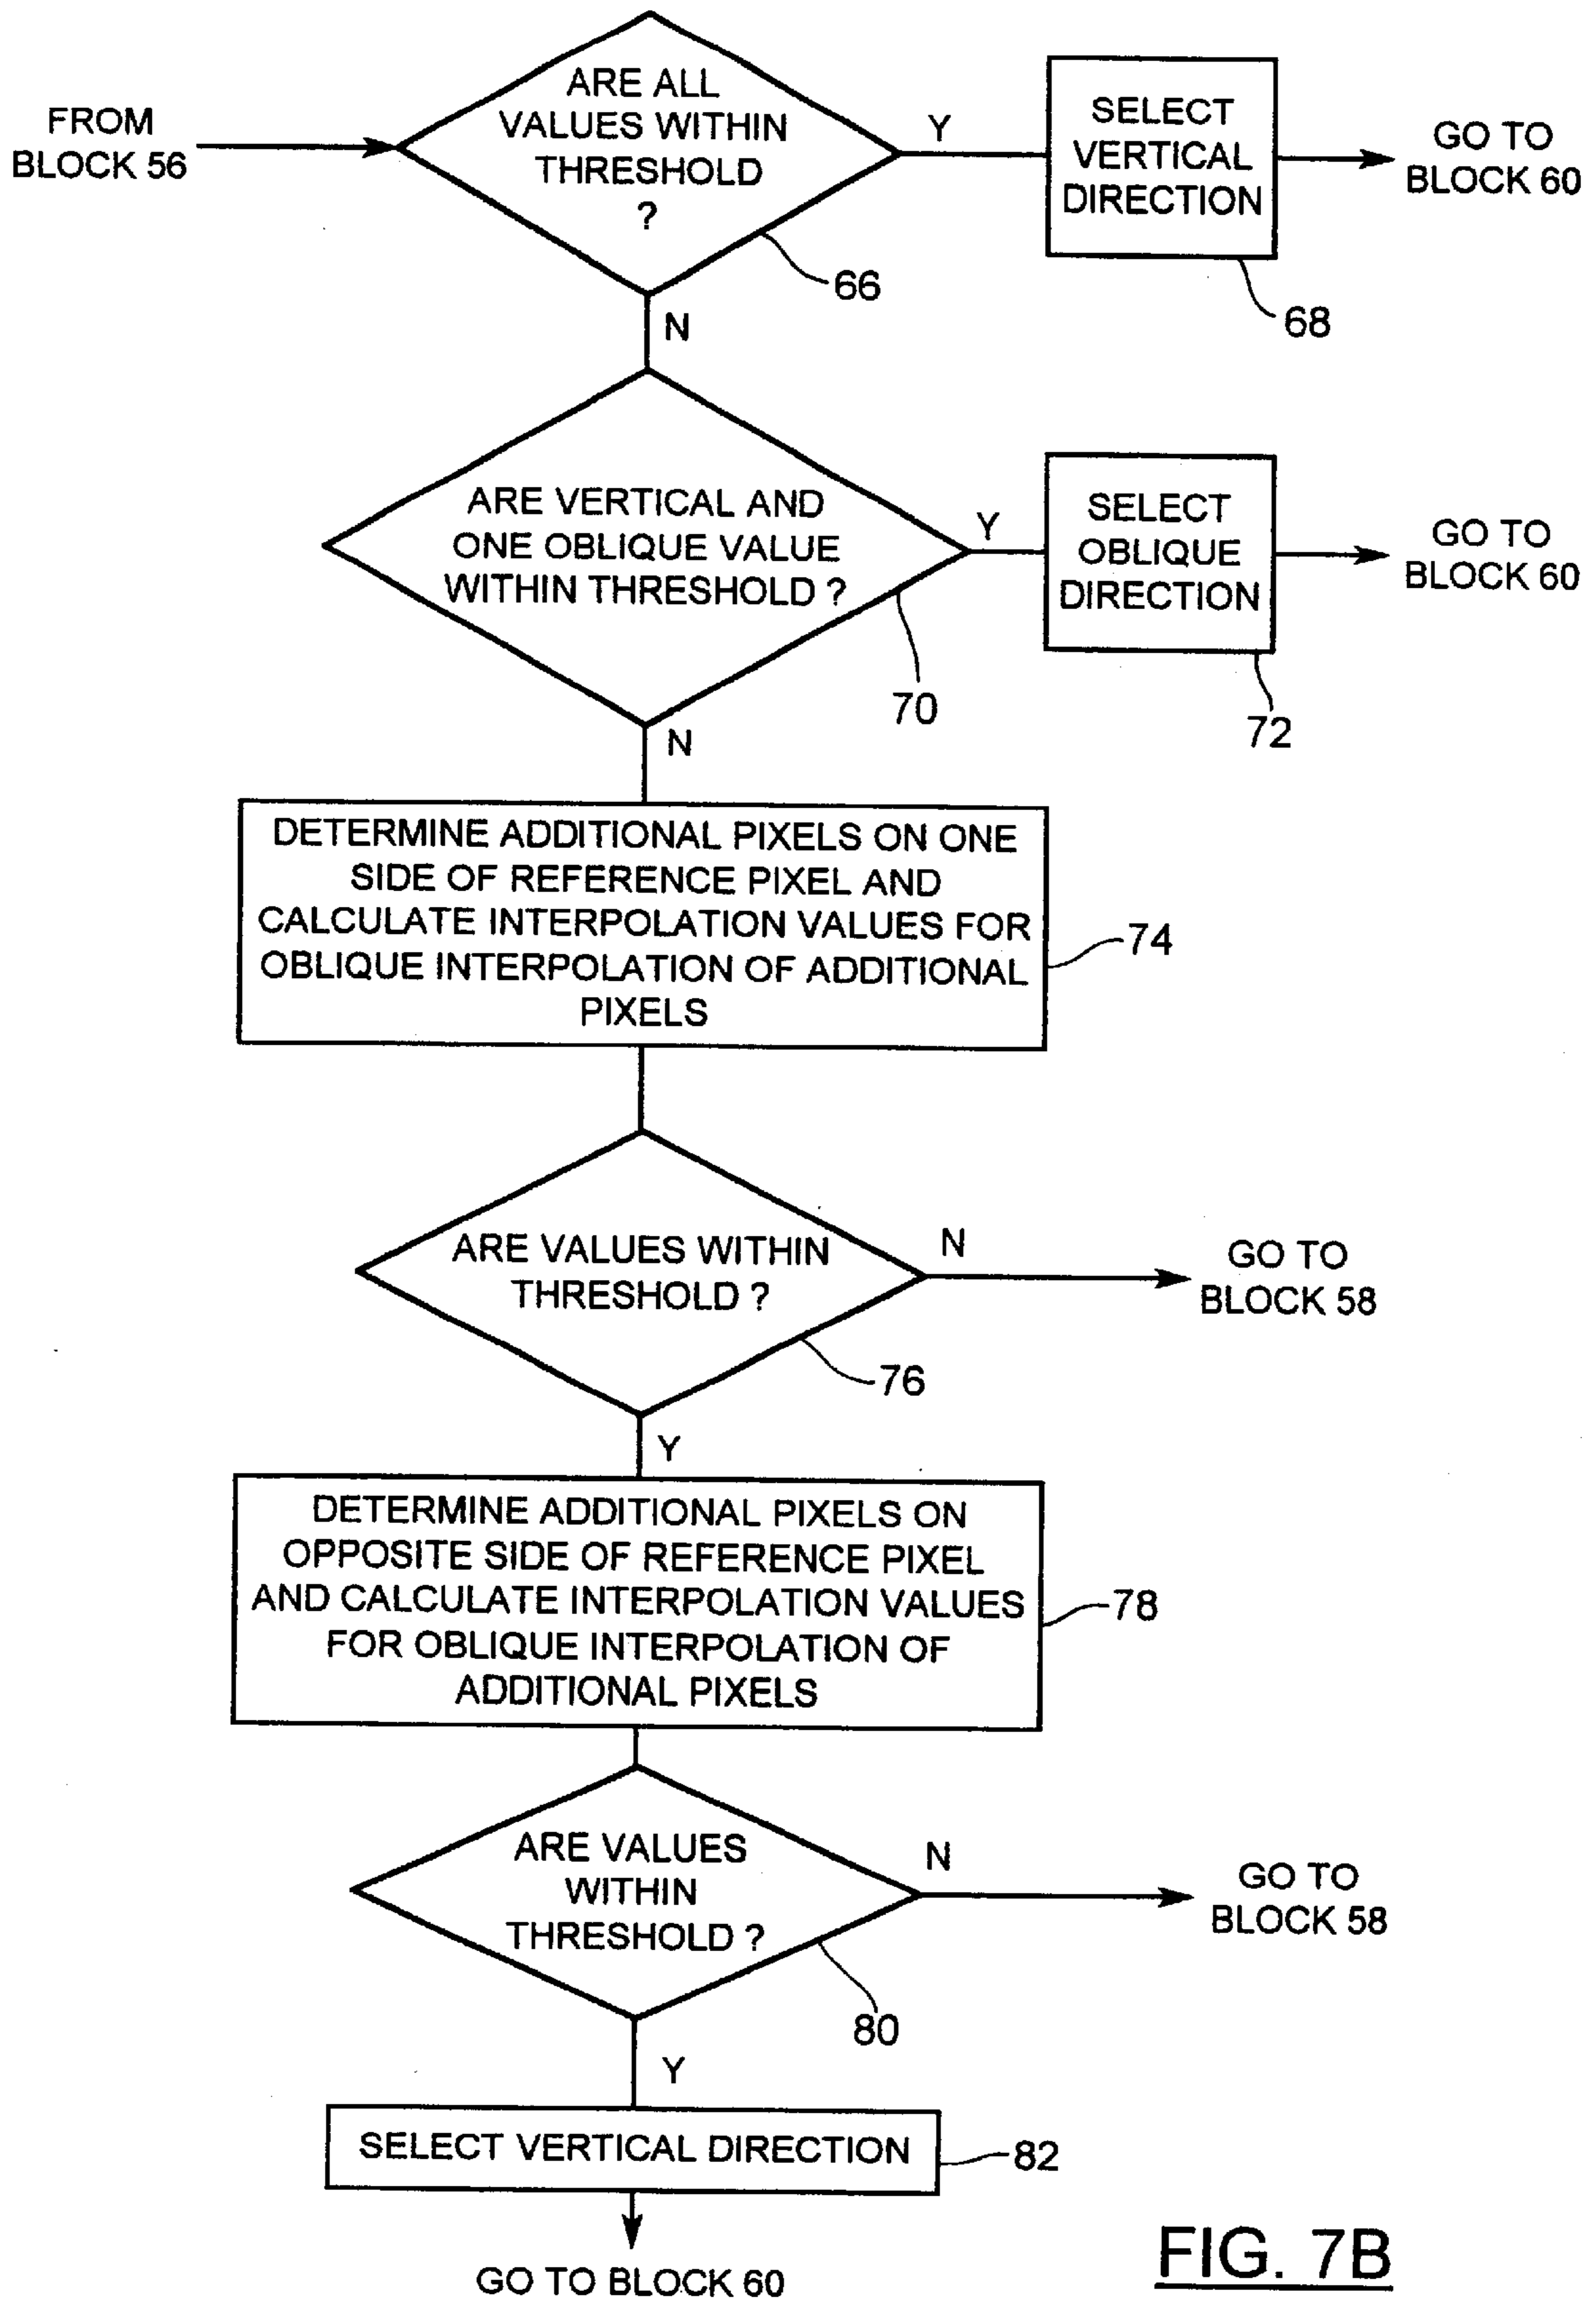 FROM
BLOCK 56
ARE ALL
VALUES WITHIN
THRESHOLD
?
Y
SELECT
VERTICAL
DIRECTION
GO TO
BLOCK 60
66
68
N
ARE VERTICAL AND
ONE OBLIQUE VALUE
WITHIN THRESHOLD ?
Y
SELECT
OBLIQUE
DIRECTION
GO TO
BLOCK 60
70
72
N
DETERMINE ADDITIONAL PIXELS ON ONE
SIDE OF REFERENCE PIXEL AND
CALCULATE INTERPOLATION VALUES FOR
OBLIQUE INTERPOLATION OF ADDITIONAL
PIXELS
74
ARE VALUES WITHIN
THRESHOLD ?
N
GO TO
BLOCK 58
76
Y
DETERMINE ADDITIONAL PIXELS ON
OPPOSITE SIDE OF REFERENCE PIXEL
AND CALCULATE INTERPOLATION VALUES
FOR OBLIQUE INTERPOLATION OF
ADDITIONAL PIXELS
78
ARE VALUES
WITHIN
THRESHOLD ?
N
GO TO
BLOCK 58
80
Y
SELECT VERTICAL DIRECTION
82
GO TO BLOCK 60
FIG. 7B